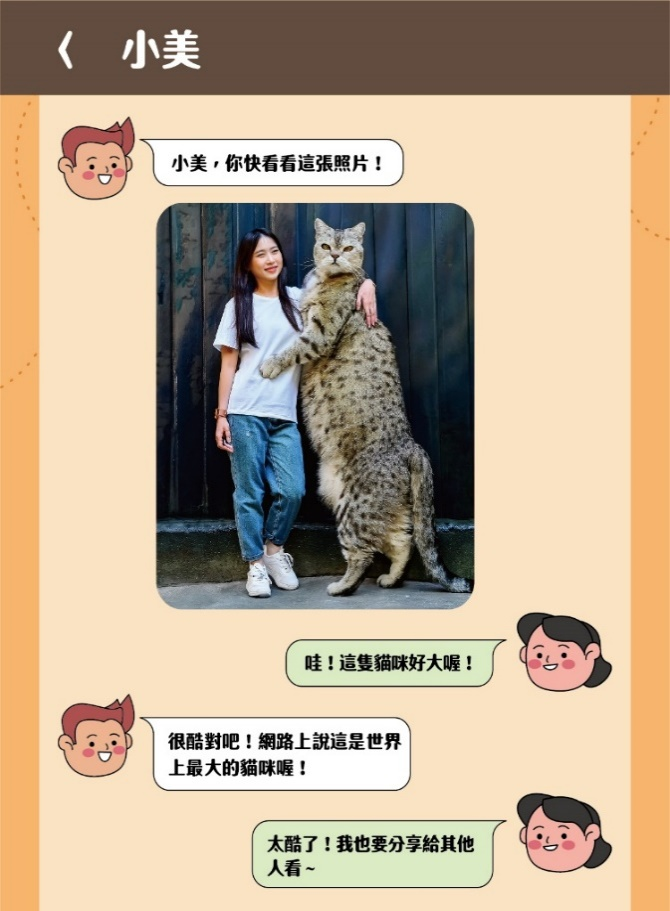 小美
小美，你快看看這張照片！
哇！這隻貓咪好大喔！
很酷對吧！網路上說這是世界
上最大的貓咪喔！
太酷了！我也要分享給其他
人看~